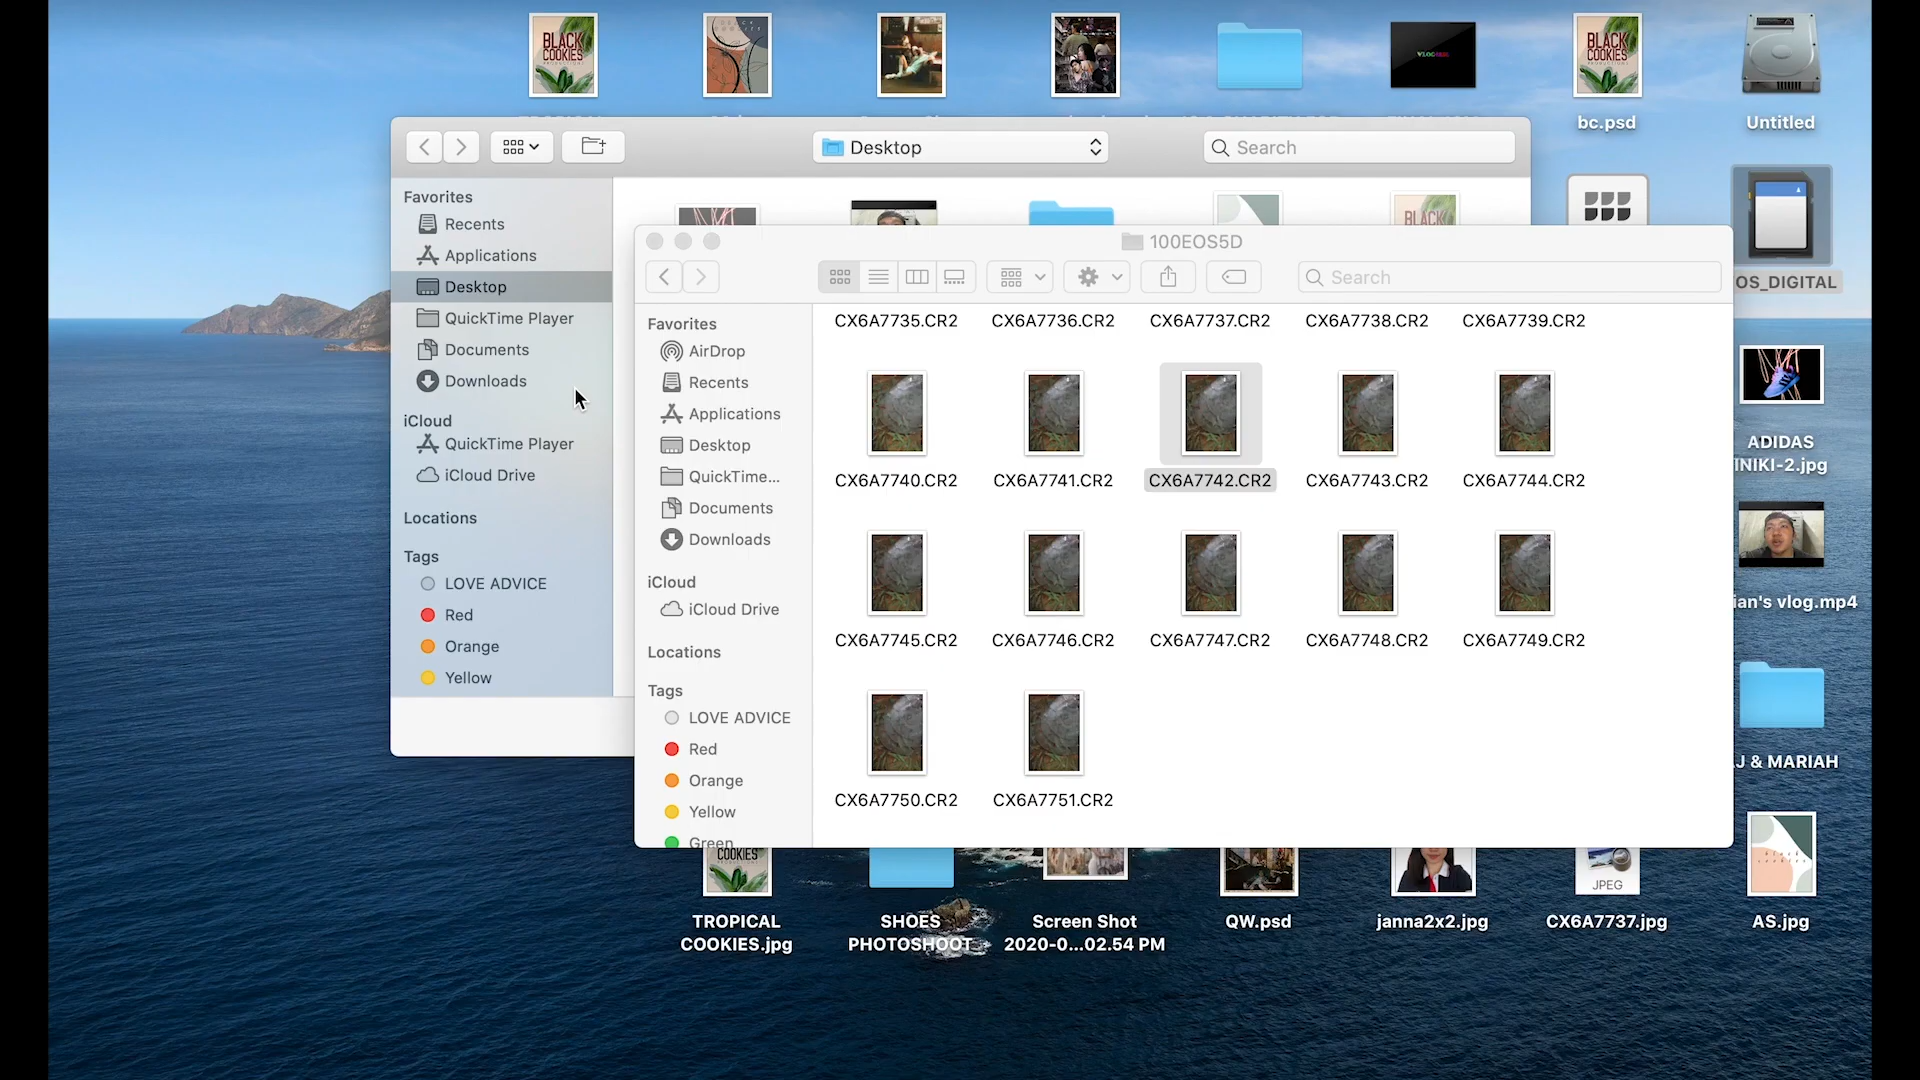 BLACK
COOKIES
BLACK
COOKIES
bc.psd
Untitled
Desktop
Search
Favorites
Recents
Applications
Desktop
QuickTime Player
Documents
Downloads
iCloud
QuickTime Player
iCloud Drive
Locations
Tags
LOVE ADVICE
Red
Orange
Yellow
BLACK
100EOS5D
Search
Favorites
AirDrop
Recents
Applications
Desktop
QuickTime...
Documents
Downloads
iCloud
iCloud Drive
Locations
Tags
LOVE ADVICE
Red
Orange
Yellow
Green
CX6A7735.CR2 CX6A7736.CR2 CX6A7737.CR2 CX6A7738.CR2 CX6A7739.CR2
CX6A7740.CR2 CX6A7741.CR2 CX6A7742.CR2 CX6A7743.CR2 CX6A7744.CR2
CX6A7745.CR2 CX6A7746.CR2 CX6A7747.CR2 CX6A7748.CR2 CX6A7749.CR2
CX6A7750.CR2 CX6A7751.CR2
OS_DIGITAL
ADIDAS
INIKI-2.jpg
ian's vlog.mp4
J & MARIAH
COOKIES
JPEG
TROPICAL
COOKIES.jpg
SHOES
PHOTOSHOOT
Screen Shot
2020-0...02.54 PM
QW.psd
janna2x2.jpg
CX6A7737.jpg
AS.jpg